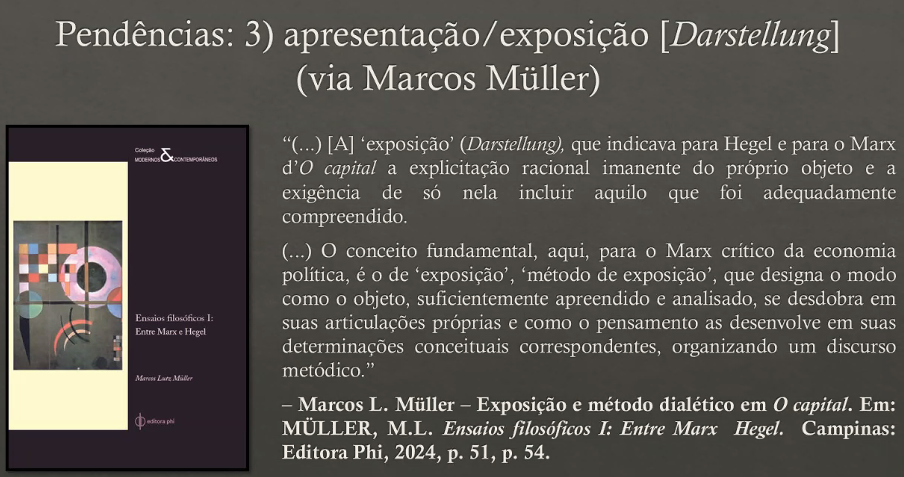 Pendências: 3) apresentação/exposição [Darstellung]
(via Marcos Müller)
Coleção
MODERNOS & CONTEMPORÂNEOS
Ensaios filosóficos I:
Entre Marx e Hegel
Marcos Lutz Müller
editora phi
“(...) [A] ‘exposição’ (Darstellung), que indicava para Hegel e para o Marx
d’O capital a explicitação racional imanente do próprio objeto e a
exigência de só nela incluir aquilo que foi adequadamente
compreendido.
(...) O conceito fundamental, aqui, para o Marx crítico da economia
política, é o de ‘exposição’, ‘método de exposição’, que designa o modo
como o objeto, suficientemente apreendido e analisado, se desdobra em
suas articulações próprias e como o pensamento as desenvolve em suas
determinações conceituais correspondentes, organizando um discurso
metódico.”
– Marcos L. Müller – Exposição e método dialético em O capital. Em:
MÜLLER, M.L. Ensaios filosóficos I: Entre Marx Hegel. Campinas:
Editora Phi, 2024, p. 51, p. 54.